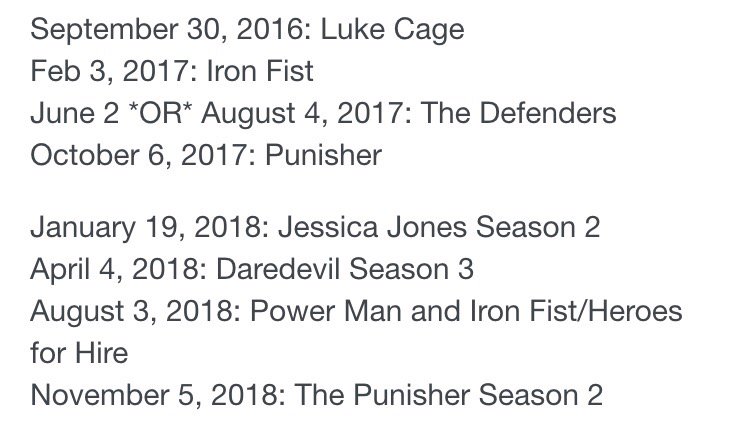 September 30, 2016: Luke Cage
Feb 3, 2017: Iron Fist
June 2 *OR* August 4, 2017: The Defenders
October 6, 2017: Punisher
January 19, 2018: Jessica Jones Season 2
April 4, 2018: Daredevil Season 3
August 3, 2018: Power Man and Iron Fist/Heroes
for Hire
November 5, 2018: The Punisher Season 2